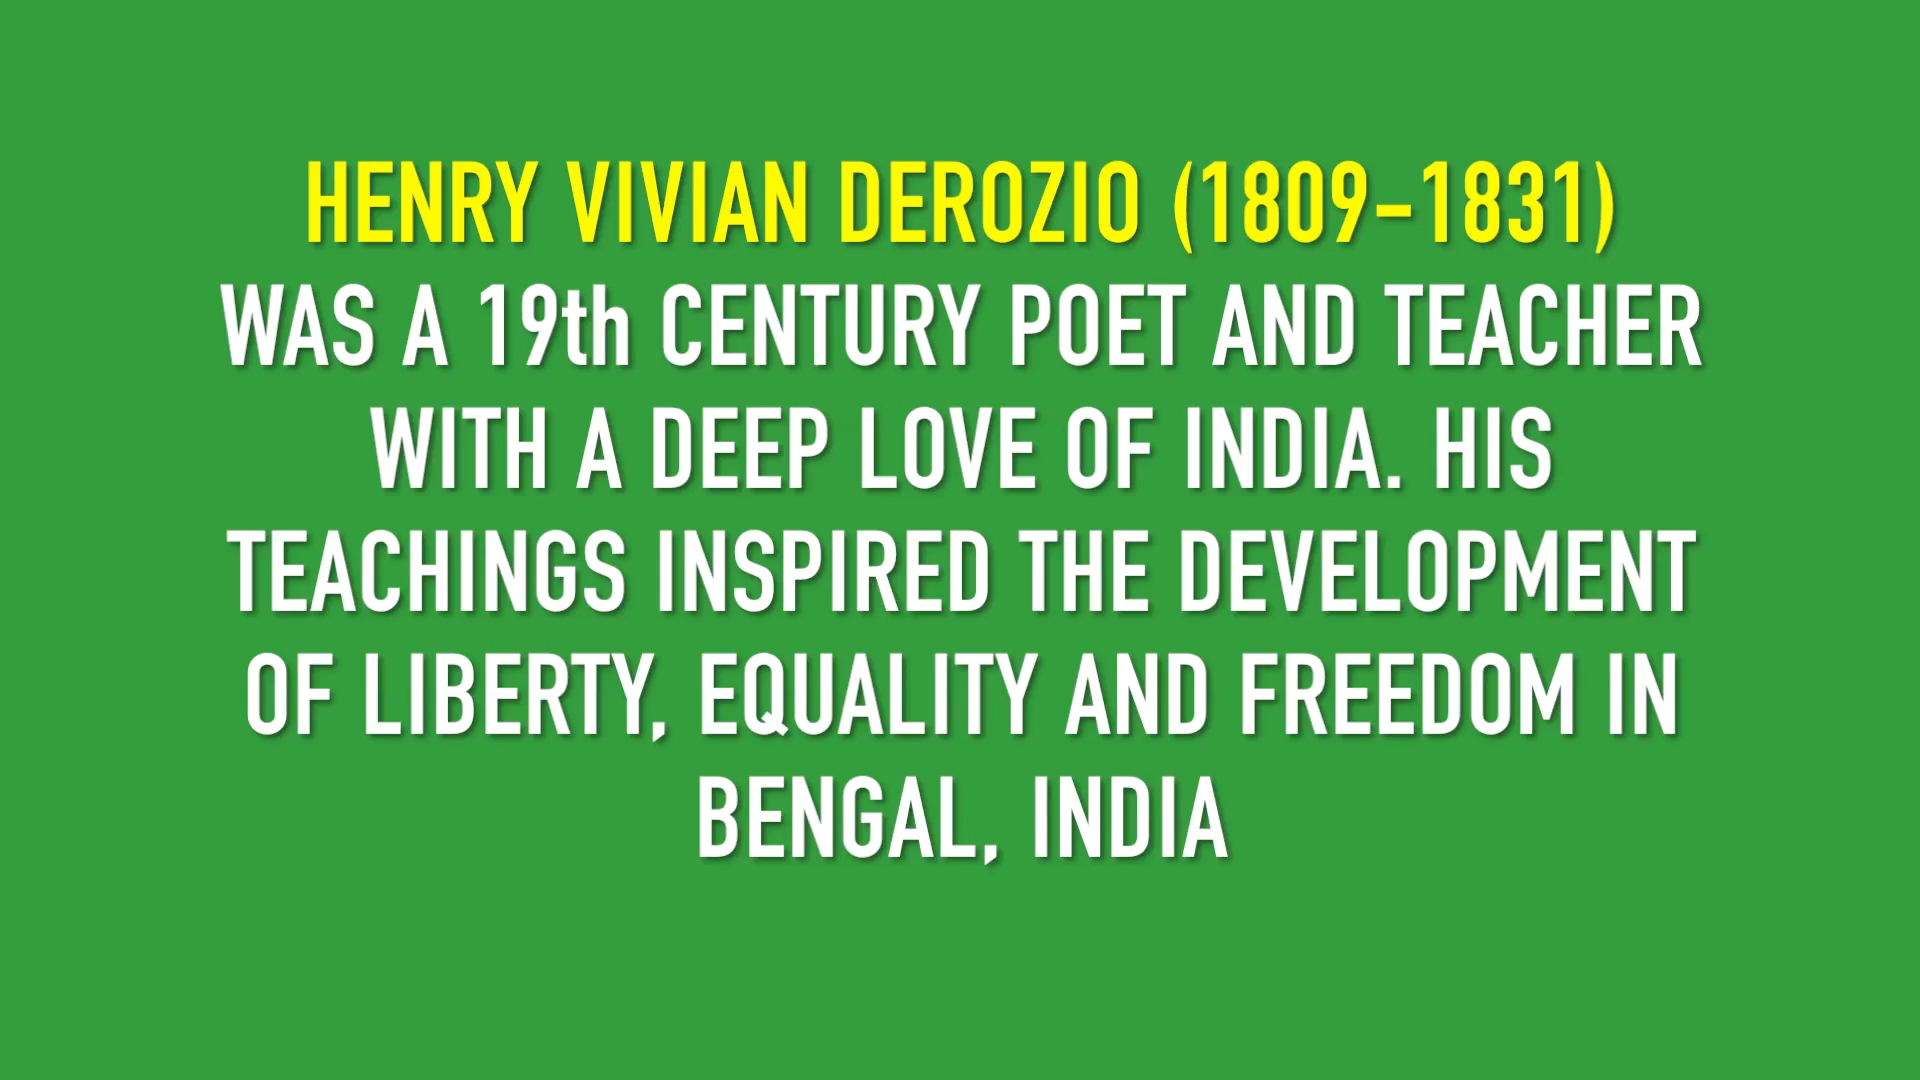 HENRY VIVIAN DEROZIO (1809–1831)
WAS A 19th CENTURY POET AND TEACHER
WITH A DEEP LOVE OF INDIA. HIS
TEACHINGS INSPIRED THE DEVELOPMENT
OF LIBERTY, EQUALITY AND FREEDOM IN
BENGAL, INDIA